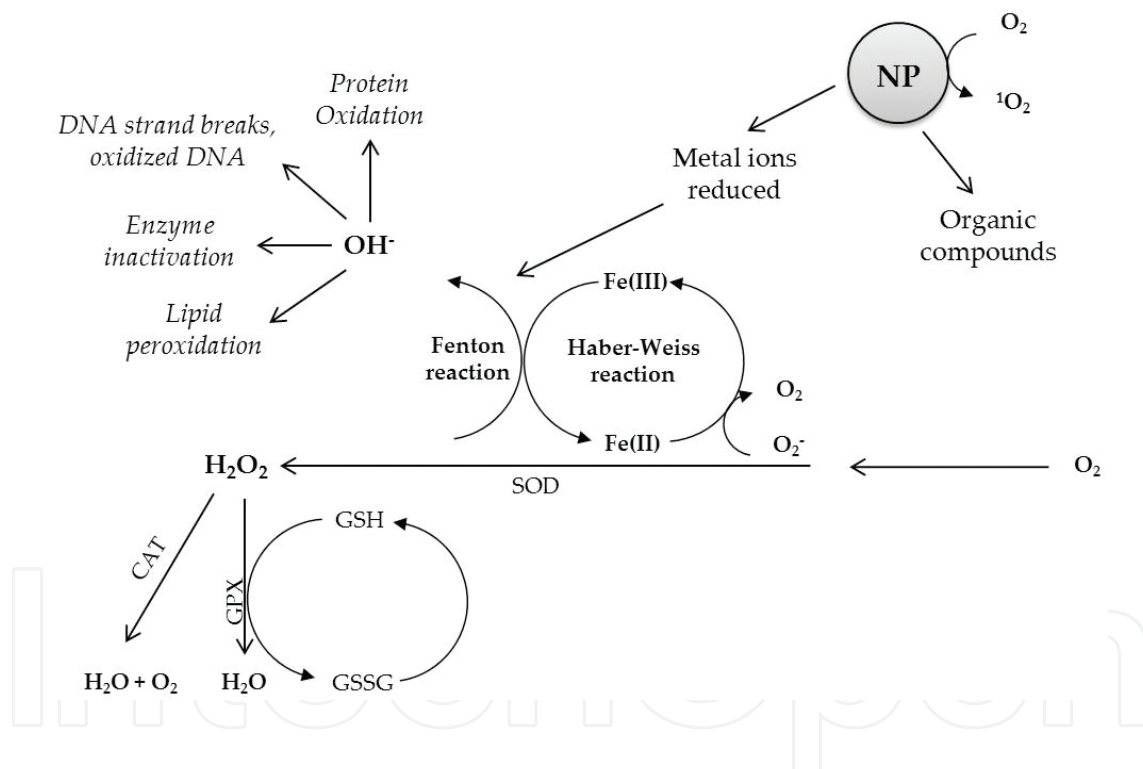 O₂
NP
¹O₂
Protein
Oxidation
DNA strand breaks,
oxidized DNA
Metal ions
reduced
Organic
compounds
Enzyme
inactivation
OH⁻
Lipid
peroxidation
Fe(III)
Fenton
reaction
Haber-Weiss
reaction
O₂
Fe(II)
O₂⁻
H₂O₂
SOD
O₂
GSH
CAT
GPX
H₂O + O₂
H₂O
GSSG